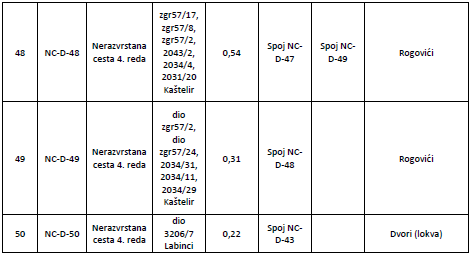 48 NC-D-48 Nerazvrstana cesta 4. reda zgr57/17, zgr57/8, zgr57/2, 2043/2, 2034/4, 2031/20 Kaštelir 0,54 Spoj NC-D-47 Spoj NC-D-49 Rogovići
49 NC-D-49 Nerazvrstana cesta 4. reda dio zgr57/2, dio zgr57/24, 2034/31, 2034/11, 2034/29 Kaštelir 0,31 Spoj NC-D-48 Rogovići
50 NC-D-50 Nerazvrstana cesta 4. reda dio 3206/7 Labinci 0,22 Spoj NC-D-43 Dvori (lokva)